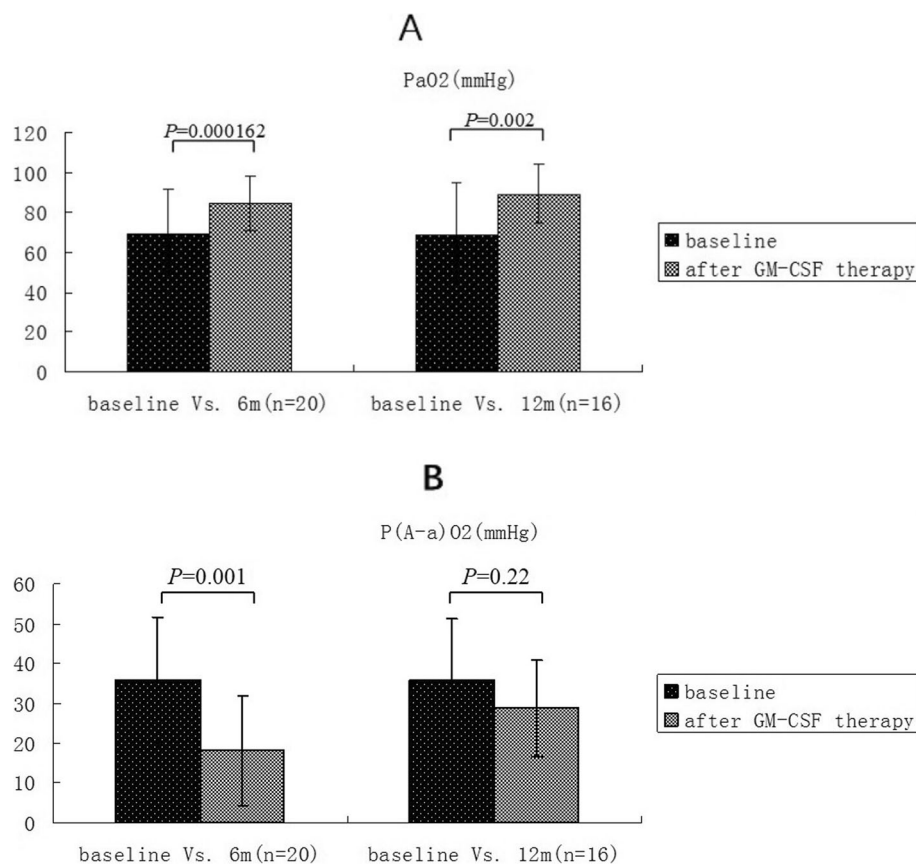 A
PaO2(mmHg)
P=0.000162
P=0.002
120
100
80
60
40
20
0
baseline
after GM-CSF therapy
baseline Vs. 6m(n=20)
baseline Vs. 12m(n=16)
B
P(A-a)O2(mmHg)
P=0.001
P=0.22
60
50
40
30
20
10
0
baseline
after GM-CSF therapy
baseline Vs. 6m(n=20)
baseline Vs. 12m(n=16)